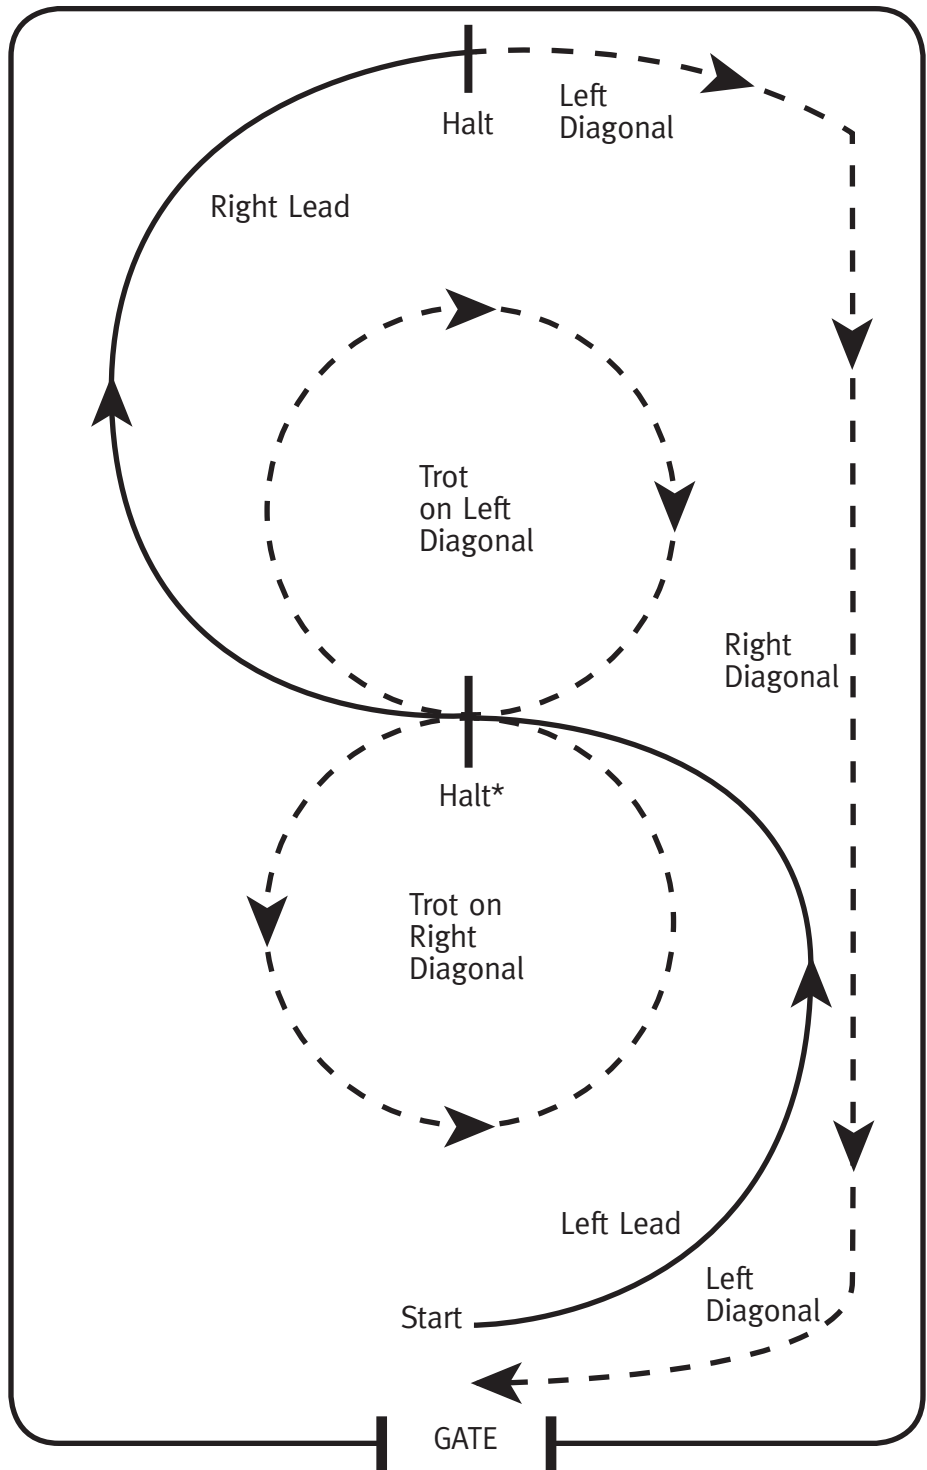 Left
Diagonal
Halt
Right Lead
Trot
on Left
Diagonal
Right
Diagonal
Halt*
Trot on
Right
Diagonal
Left Lead
Left
Diagonal
Start
GATE